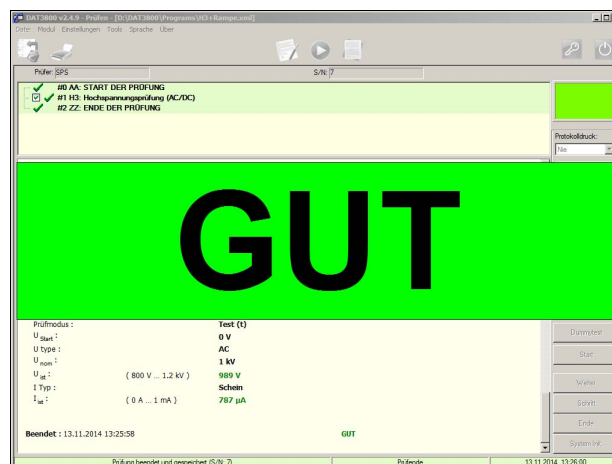 DAT3800 v2.4.9 - Prüfen - [D:\DAT3800\Programs\H3+Rampe.xml]
Datei Modul Einstellungen Tools Sprache Über
Prüfer: SPS S/N: 7
#0 AA: START DER PRÜFUNG
#1 H3: Hochspannungsprüfung (AC/DC)
#2 ZZ: ENDE DER PRÜFUNG
Protokolldruck:
Nie
GUT
Prüfmodus : Test (t)
U Start : 0 V
U type : AC
U nom : 1 kV
U ist : ( 800 V ... 1.2 kV ) 989 V
I Typ : Schein
I ist : ( 0 A ... 1 mA ) 787 µA
Beendet : 13.11.2014 13:25:58 GUT
Dummytest
Start
Weiter
Schritt
Ende
System Init
Prüfung beendet und gespeichert (S/N: 7) Prüfende 13.11.2014 13:26:00